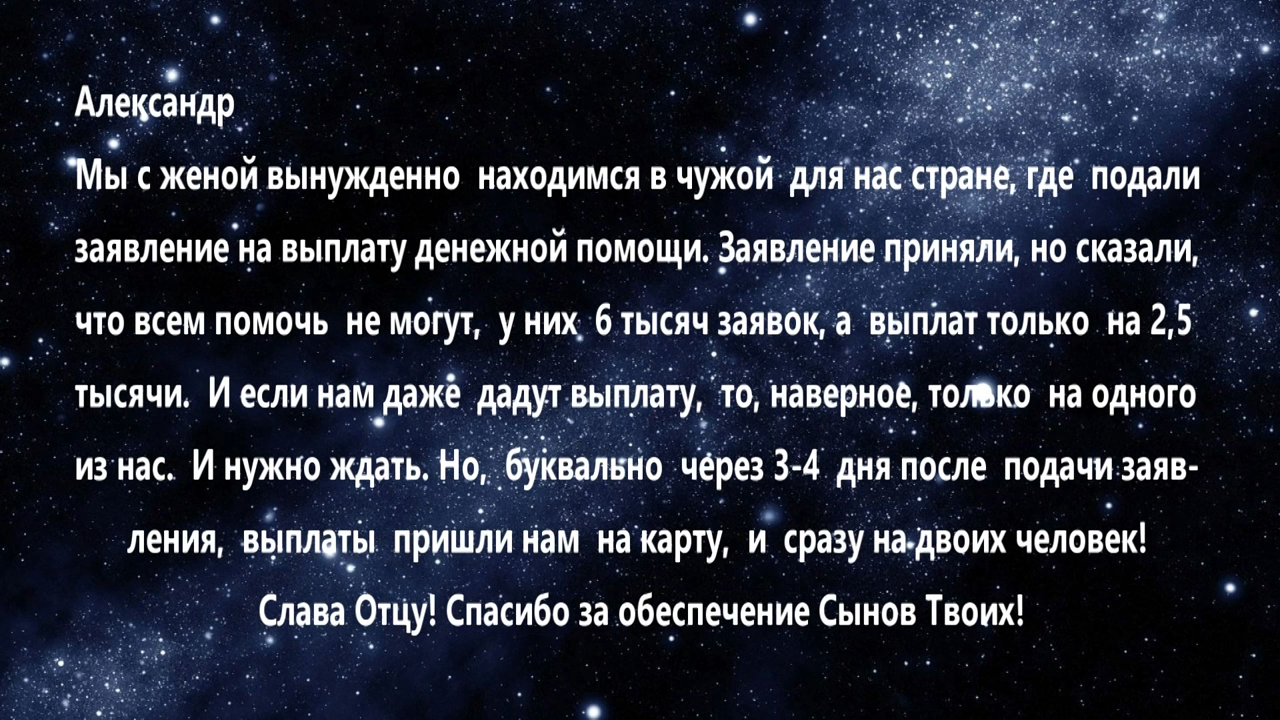 Александр
Мы с женой вынужденно находимся в чужой для нас стране, где подали
заявление на выплату денежной помощи. Заявление приняли, но сказали,
что всем помочь не могут, у них 6 тысяч заявок, а выплат только на 2,5
тысячи. И если нам даже дадут выплату, то, наверное, только на одного
из нас. И нужно ждать. Но, буквально через 3-4 дня после подачи заяв-
ления, выплаты пришли нам на карту, и сразу на двоих человек!
Слава Отцу! Спасибо за обеспечение Сынов Твоих!